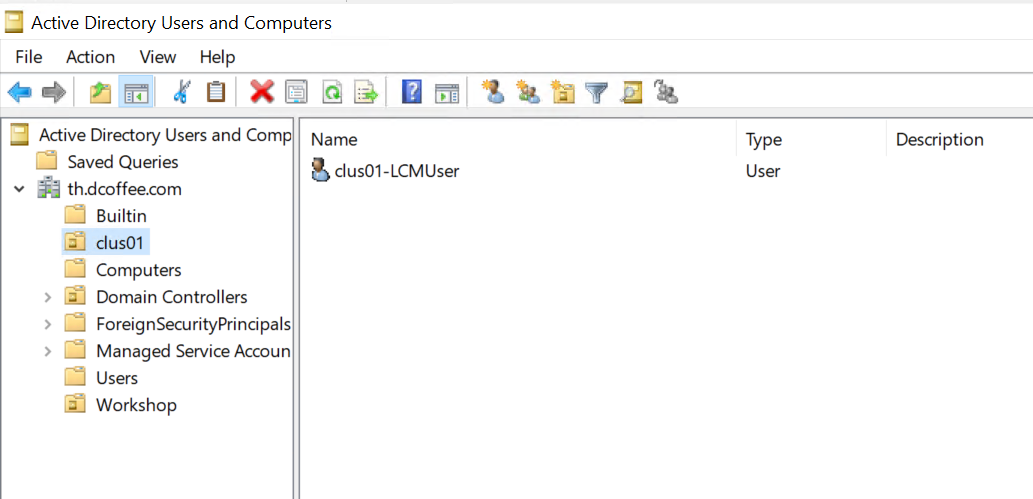 Active Directory Users and Computers
File Action View Help
Active Directory Users and Comp
Saved Queries
th.dcoffee.com
Builtin
clus01
Computers
Domain Controllers
ForeignSecurityPrincipals
Managed Service Accoun
Users
Workshop
Name Type Description
clus01-LCMUser User